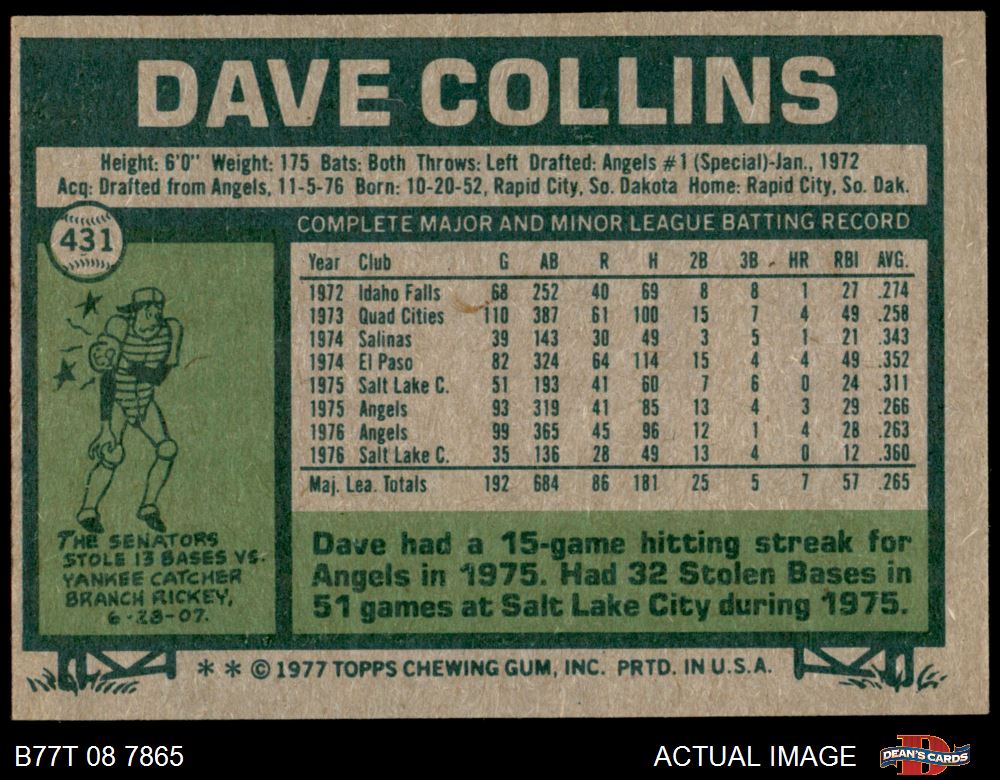 DAVE COLLINS
Height: 6'0" Weight: 175 Bats: Both Throws: Left Drafted: Angels #1 (Special)-Jan., 1972
Acq: Drafted from Angels, 11-5-76 Born: 10-20-52, Rapid City, So. Dakota Home: Rapid City, So. Dak.
431
COMPLETE MAJOR AND MINOR LEAGUE BATTING RECORD
Year Club G AB R H 2B 3B HR RBI AVG.
1972 Idaho Falls 68 252 40 69 8 8 1 27 .274
1973 Quad Cities 110 387 61 100 15 7 4 49 .258
1974 Salinas 39 143 30 49 3 5 1 21 .343
1974 El Paso 82 324 64 114 15 4 4 49 .352
1975 Salt Lake C. 51 193 41 60 7 6 0 24 .311
1975 Angels 93 319 41 85 13 4 3 29 .266
1976 Angels 99 365 45 96 12 1 4 28 .263
1976 Salt Lake C. 35 136 28 49 13 4 0 12 .360
Maj. Lea. Totals 192 684 86 181 25 5 7 57 .265
THE SENATORS
STOLE 13 BASES VS.
YANKEE CATCHER
BRANCH RICKEY,
6-28-07.
Dave had a 15-game hitting streak for
Angels in 1975. Had 32 Stolen Bases in
51 games at Salt Lake City during 1975.
* * © 1977 TOPPS CHEWING GUM, INC. PRTD. IN U.S.A.
B77T 08 7865
ACTUAL IMAGE
DEAN'S CARDS